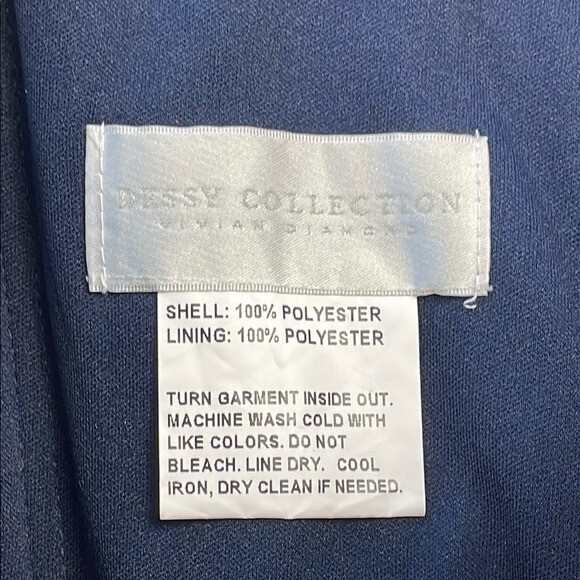 DESSY COLLECTION
VIVIAN DIAMOND
SHELL: 100% POLYESTER
LINING: 100% POLYESTER
TURN GARMENT INSIDE OUT.
MACHINE WASH COLD WITH
LIKE COLORS. DO NOT
BLEACH. LINE DRY. COOL
IRON, DRY CLEAN IF NEEDED.